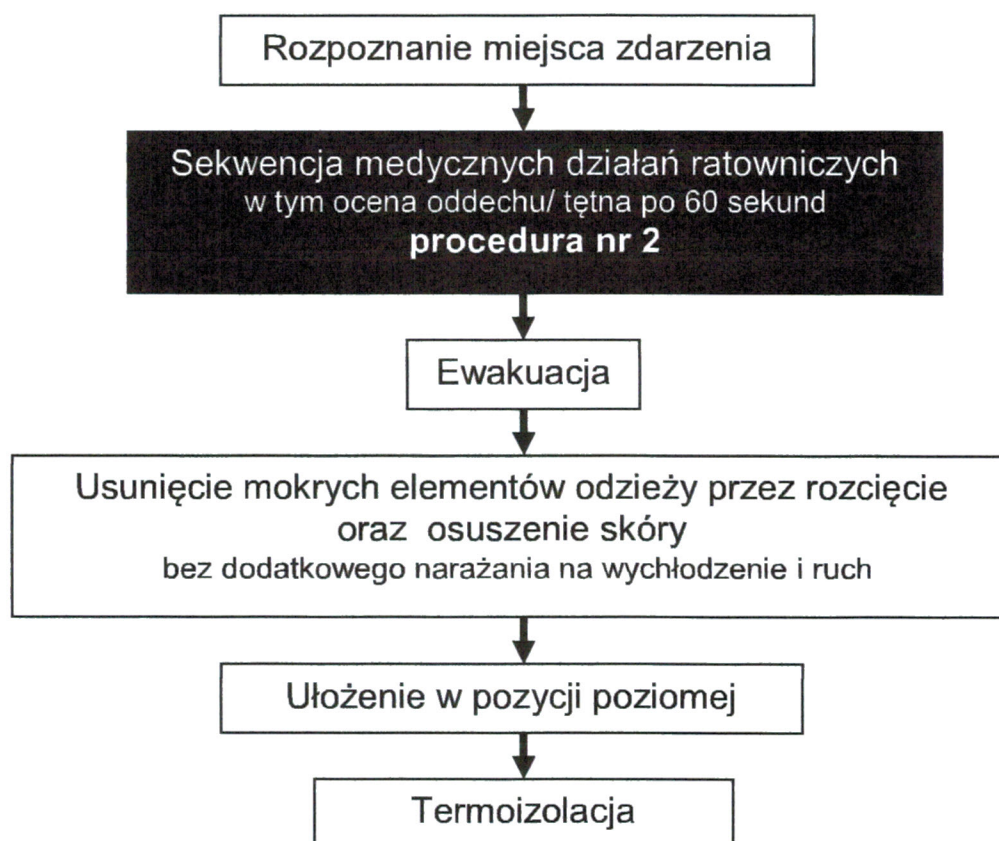 Rozpoznanie miejsca zdarzenia
Sekwencja medycznych działań ratowniczych
w tym ocena oddechu/ tętna po 60 sekund
procedura nr 2
Ewakuacja
Usunięcie mokrych elementów odzieży przez rozcięcie
oraz osuszenie skóry
bez dodatkowego narażania na wychłodzenie i ruch
Ułożenie w pozycji poziomej
Termoizolacja